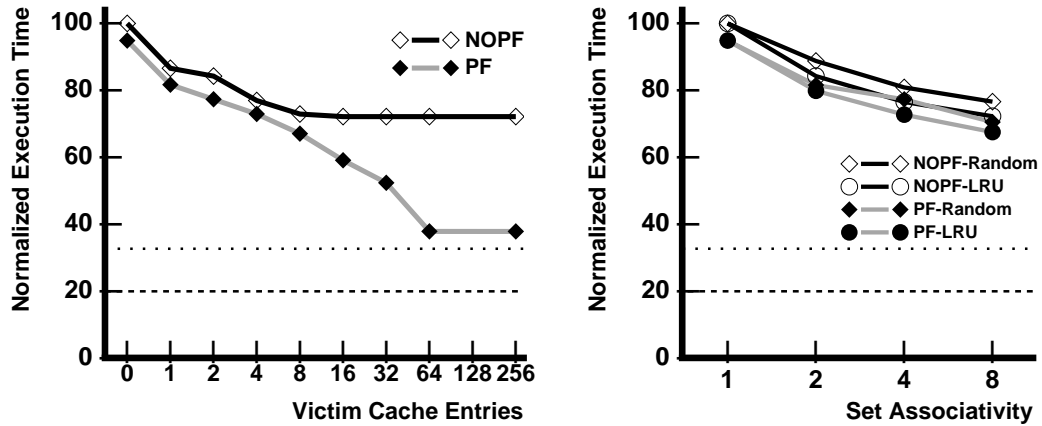 Normalized Execution Time
100
80
60
40
20
0
NOPF
PF
0 1 2 4 8 16 32 64 128 256
Victim Cache Entries
Normalized Execution Time
100
80
60
40
20
0
NOPF-Random
NOPF-LRU
PF-Random
PF-LRU
1 2 4 8
Set Associativity